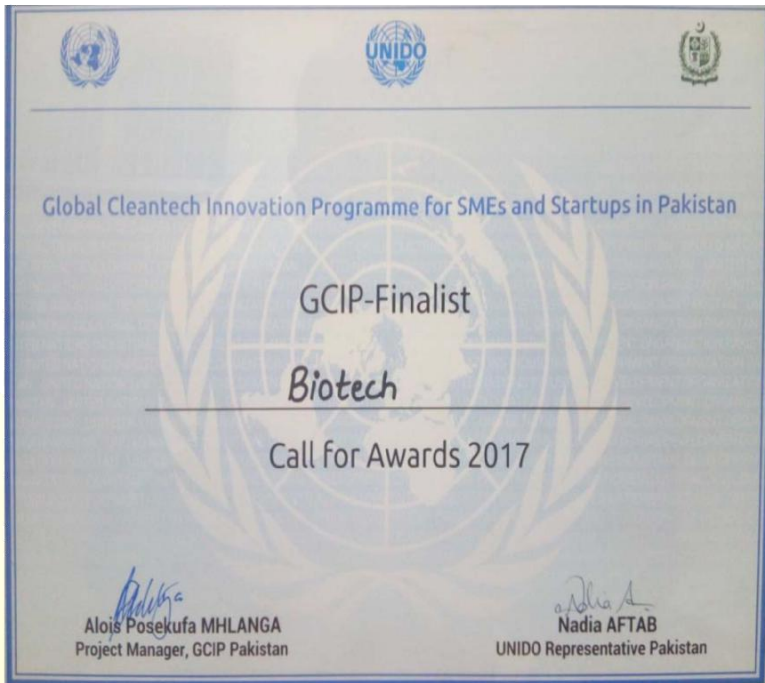 UNIDO
Global Cleantech Innovation Programme for SMEs and Startups in Pakistan
GCIP-Finalist
Biotech
Call for Awards 2017
Alois Posekufa MHLANGA
Project Manager, GCIP Pakistan
Nadia A.
Nadia AFTAB
UNIDO Representative Pakistan